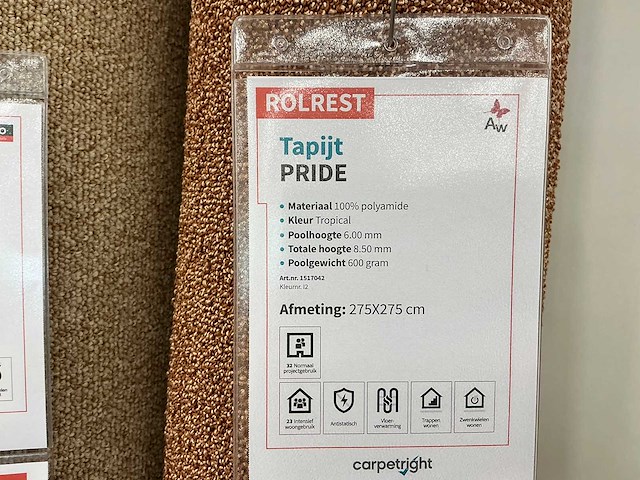 ROLREST
AW
Tapijt
PRIDE
• Materiaal 100% polyamide
• Kleur Tropical
• Poolhoogte 6.00 mm
• Totale hoogte 8.50 mm
• Poolgewicht 600 gram
Art.nr. 1517042
Kleurnr. 12
Afmeting: 275X275 cm
32 Normaal
projectgebruik
23 Intensief
woongebruik
Antistatisch
Vloer-
verwarming
Trappen
wonen
Zwenkwielen
wonen
carpetright